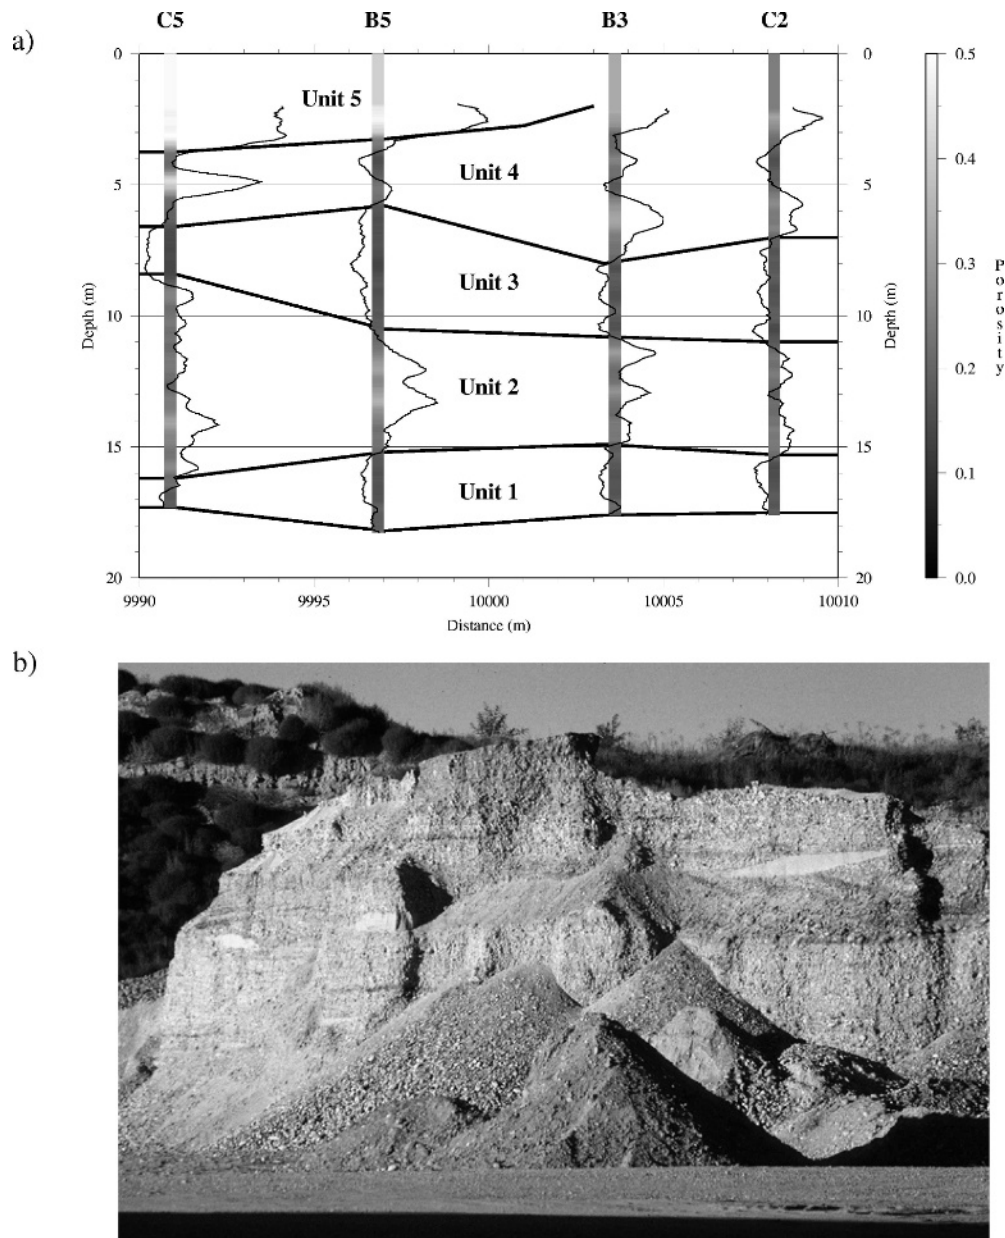 C5 B5 B3 C2
a)
0 0 0.5
Unit 5
0.4
Unit 4
5 5
0.3
Unit 3
Depth (m) Depth (m) Porosity
10 10
0.2
Unit 2
15 15
0.1
Unit 1
20 20 0.0
9990 9995 10000 10005 10010
Distance (m)
b)